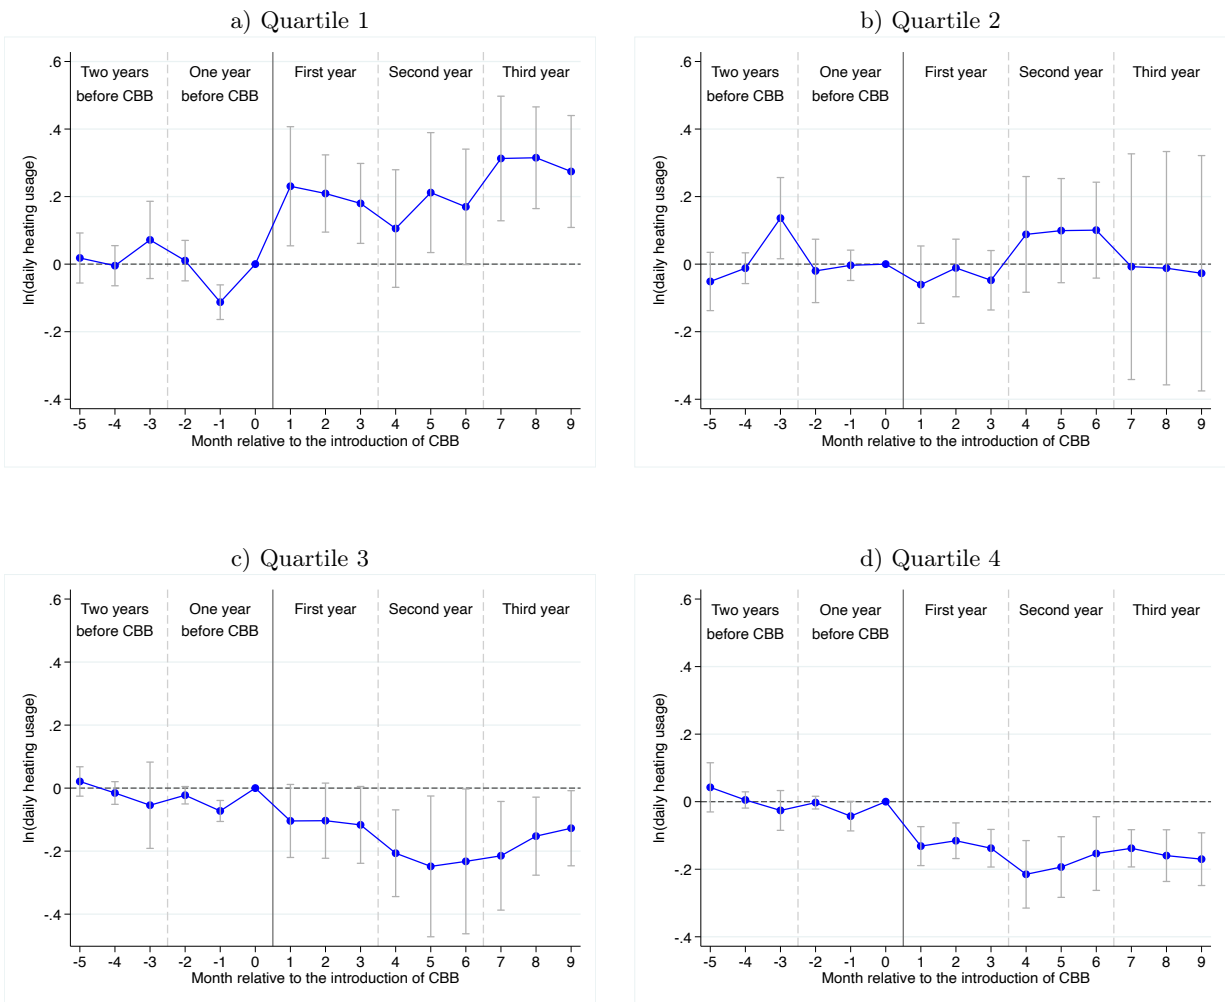 a) Quartile 1
.6
.4
.2
0
-.2
-.4
ln(daily heating usage)
Two years
before CBB
One year
before CBB
First year
Second year
Third year
-5 -4 -3 -2 -1 0 1 2 3 4 5 6 7 8 9
Month relative to the introduction of CBB
b) Quartile 2
.6
.4
.2
0
-.2
-.4
ln(daily heating usage)
Two years
before CBB
One year
before CBB
First year
Second year
Third year
-5 -4 -3 -2 -1 0 1 2 3 4 5 6 7 8 9
Month relative to the introduction of CBB
c) Quartile 3
.6
.4
.2
0
-.2
-.4
ln(daily heating usage)
Two years
before CBB
One year
before CBB
First year
Second year
Third year
-5 -4 -3 -2 -1 0 1 2 3 4 5 6 7 8 9
Month relative to the introduction of CBB
d) Quartile 4
.6
.4
.2
0
-.2
-.4
ln(daily heating usage)
Two years
before CBB
One year
before CBB
First year
Second year
Third year
-5 -4 -3 -2 -1 0 1 2 3 4 5 6 7 8 9
Month relative to the introduction of CBB